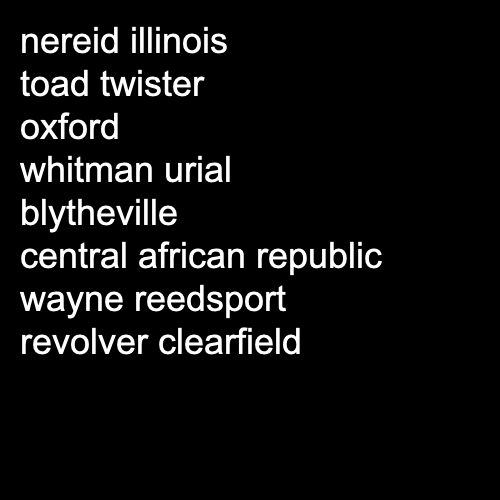 nereid illinois
toad twister
oxford
whitman urial
blytheville
central african republic
wayne reedsport
revolver clearfield